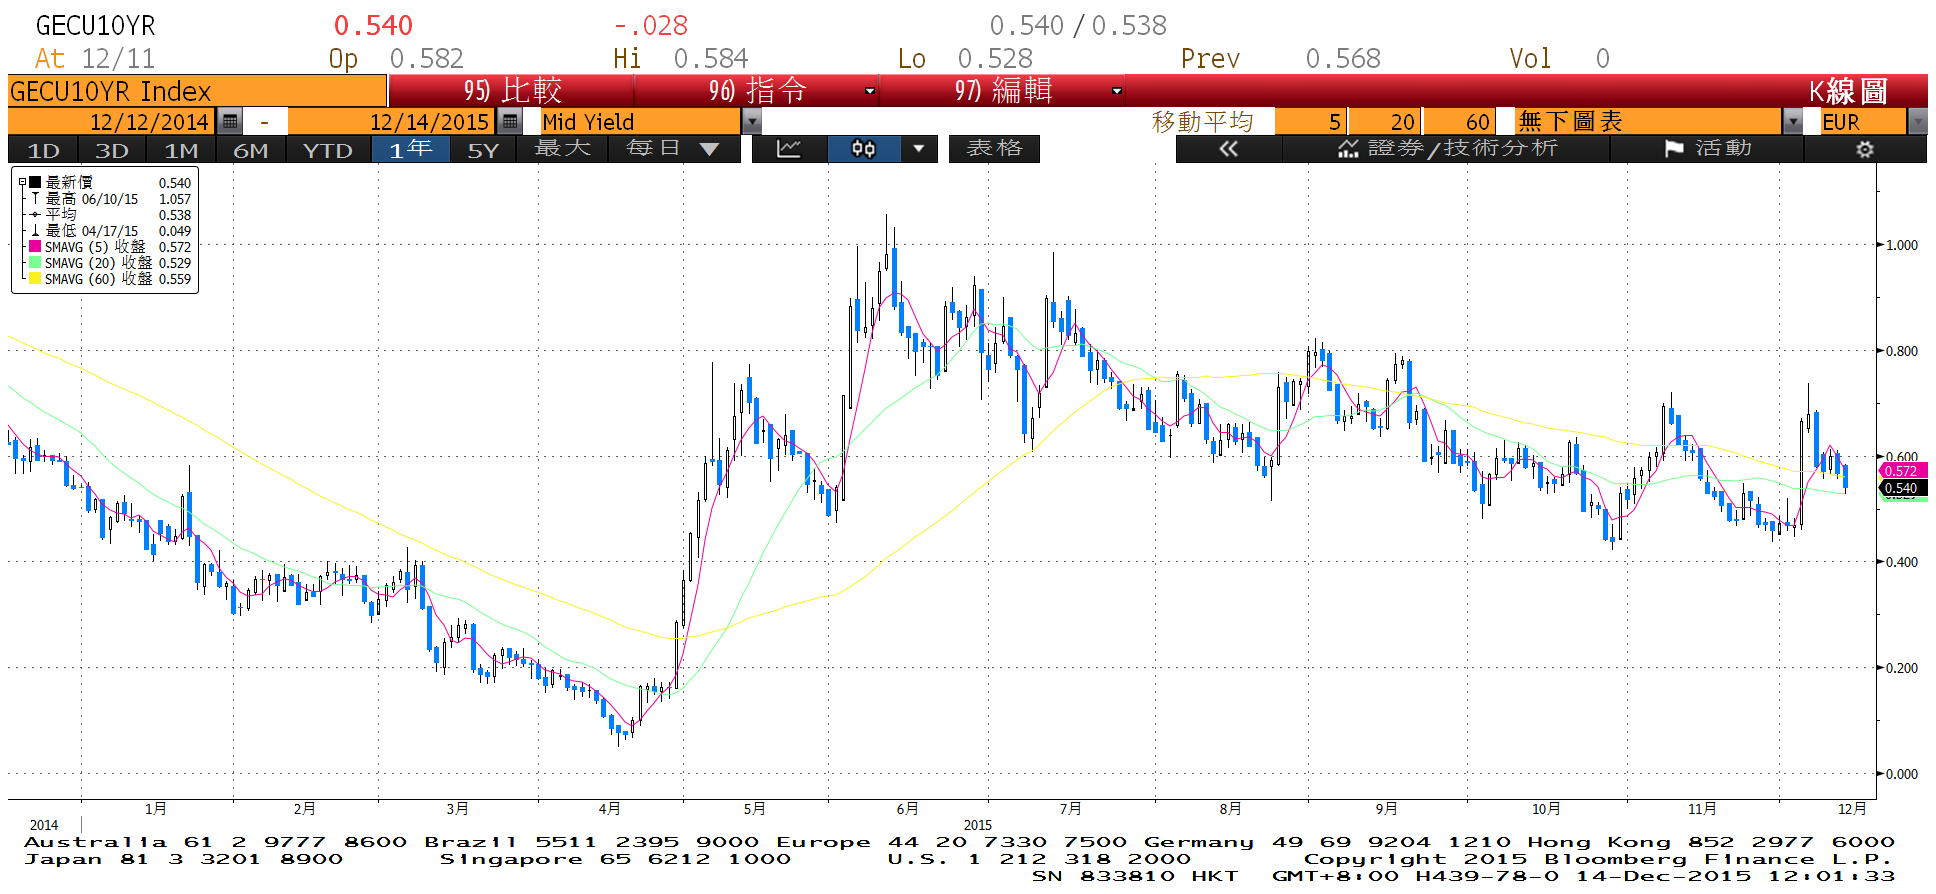 GECU10YR 0.540 -.028 0.540 / 0.538
At 12/11 Op 0.582 Hi 0.584 Lo 0.528 Prev 0.568 Vol 0
GECU10YR Index 95) 比較 96) 指令 97) 編輯 K線圖
12/12/2014 - 12/14/2015 Mid Yield 移動平均 5 20 60 無下圖表 EUR
1D 3D 1M 6M YTD 1年 5Y 最大 每日 表格 « 證券/技術分析 活動
最新價 0.540
最高 06/10/15 1.057
平均 0.538
最低 04/17/15 0.049
SMAVG (5) 收盤 0.572
SMAVG (20) 收盤 0.529
SMAVG (60) 收盤 0.559
1.000
0.800
0.600
0.572
0.540
0.400
0.200
0.000
1月 2月 3月 4月 5月 6月 7月 8月 9月 10月 11月 12月
2014 2015
Australia 61 2 9777 8600 Brazil 5511 2395 9000 Europe 44 20 7330 7500 Germany 49 69 9204 1210 Hong Kong 852 2977 6000
Japan 81 3 3201 8900 Singapore 65 6212 1000 U.S. 1 212 318 2000 Copyright 2015 Bloomberg Finance L.P.
SN 833810 HKT GMT+8:00 H439-78-0 14-Dec-2015 12:01:33